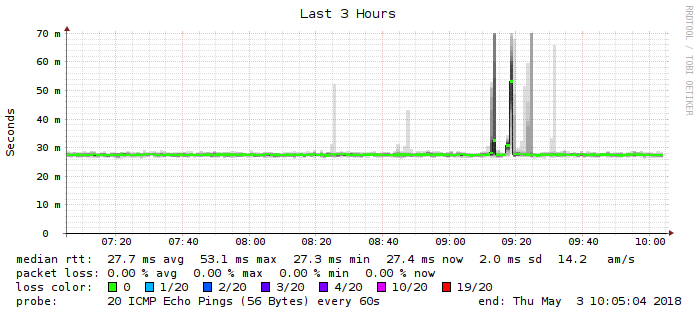 Last 3 Hours
RRDTOOL / TOBI OETIKER
Seconds
70 m
60 m
50 m
40 m
30 m
20 m
10 m
0
07:20 07:40 08:00 08:20 08:40 09:00 09:20 09:40 10:00
median rtt: 27.7 ms avg 53.1 ms max 27.3 ms min 27.4 ms now 2.0 ms sd 14.2 am/s
packet loss: 0.00 % avg 0.00 % max 0.00 % min 0.00 % now
loss color: 0 1/20 2/20 3/20 4/20 10/20 19/20
probe: 20 ICMP Echo Pings (56 Bytes) every 60s end: Thu May 3 10:05:04 2018